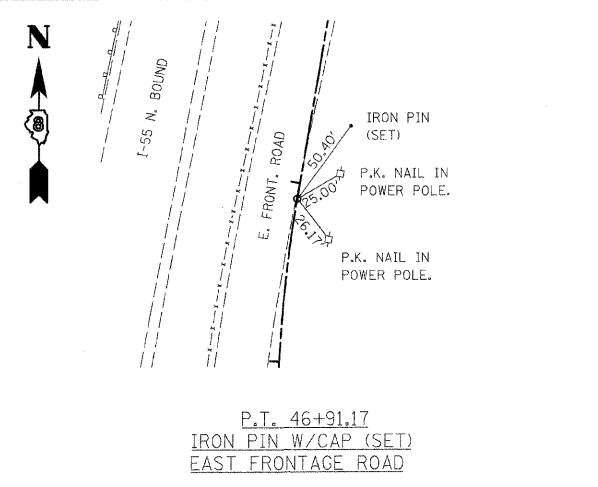 N
8
I-55 N. BOUND
E. FRONT. ROAD
50.40'
25.00'
26.17'
IRON PIN
(SET)
P.K. NAIL IN
POWER POLE.
P.K. NAIL IN
POWER POLE.
P.T. 46+91.17
IRON PIN W/CAP (SET)
EAST FRONTAGE ROAD